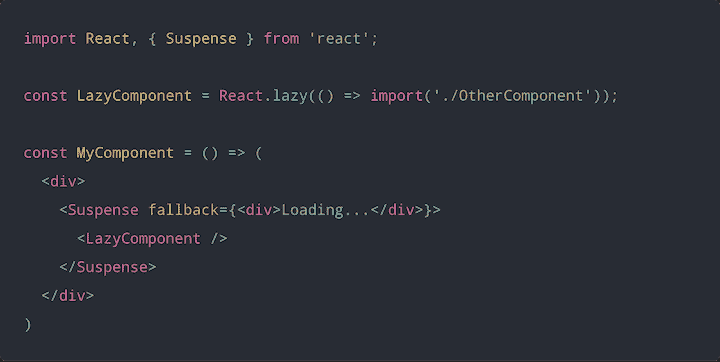 import React, { Suspense } from 'react';
const LazyComponent = React.lazy(() => import('./OtherComponent'));
const MyComponent = () => (
  <div>
    <Suspense fallback={<div>Loading...</div>}>
      <LazyComponent />
    </Suspense>
  </div>
)